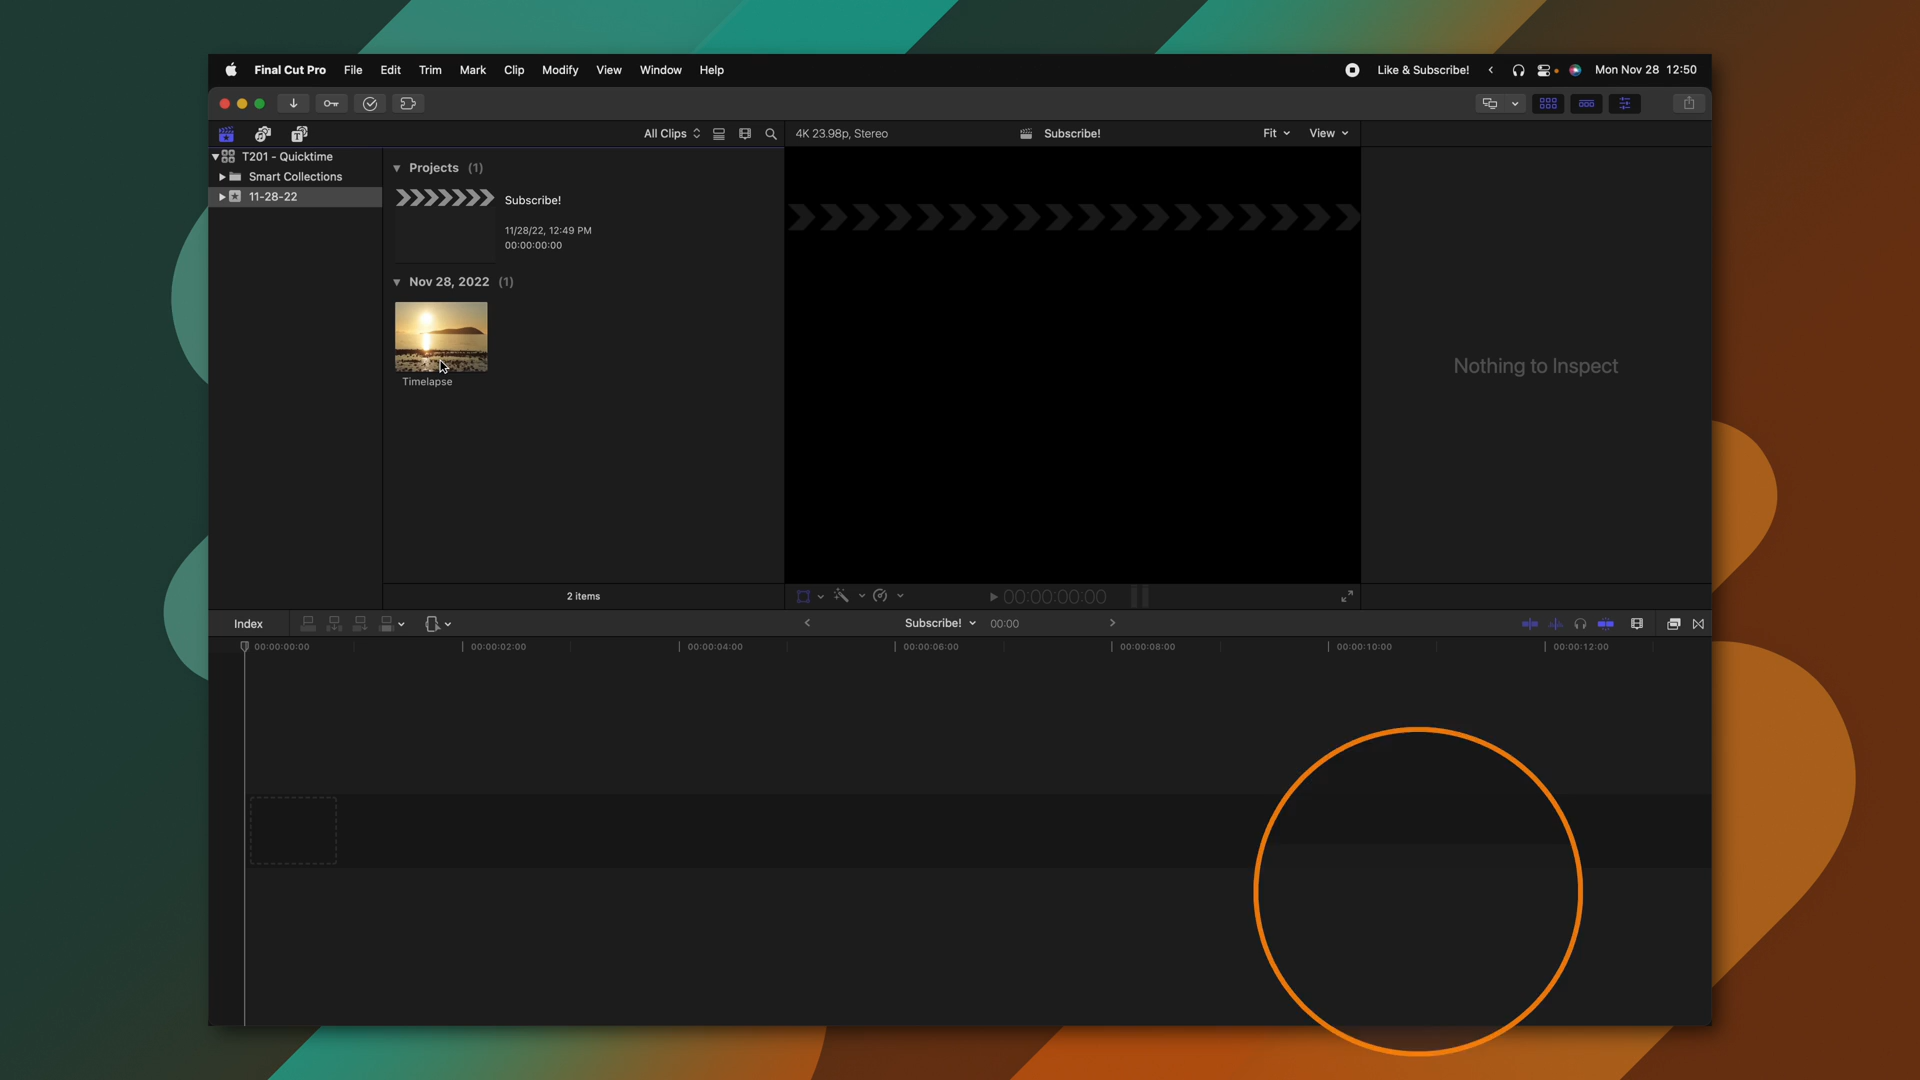 Final Cut Pro File Edit Trim Mark Clip Modify View Window Help Like & Subscribe! Mon Nov 28 12:50
All Clips 4K 23.98p, Stereo Subscribe! Fit View
T201 - Quicktime
Smart Collections
11-28-22
Projects (1)
Subscribe!
11/28/22, 12:49 PM
00:00:00:00
Nov 28, 2022 (1)
Timelapse
Nothing to Inspect
2 items
00:00:00:00
Index Subscribe! 00:00
00:00:00:00 00:00:02:00 00:00:04:00 00:00:06:00 00:00:08:00 00:00:10:00 00:00:12:00